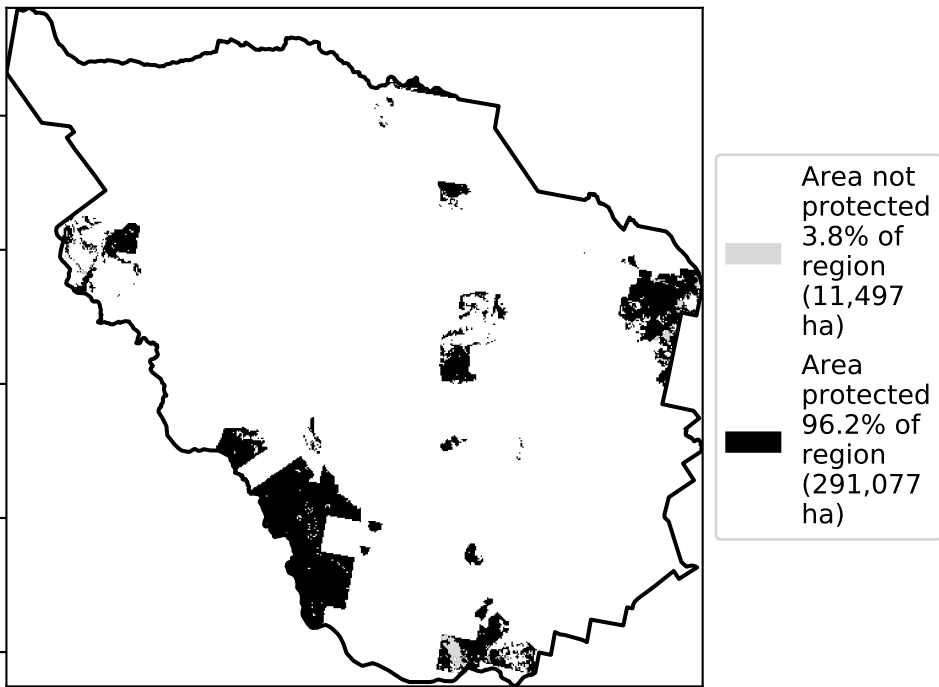 Area not
protected
3.8% of
region
(11,497
ha)
Area
protected
96.2% of
region
(291,077
ha)